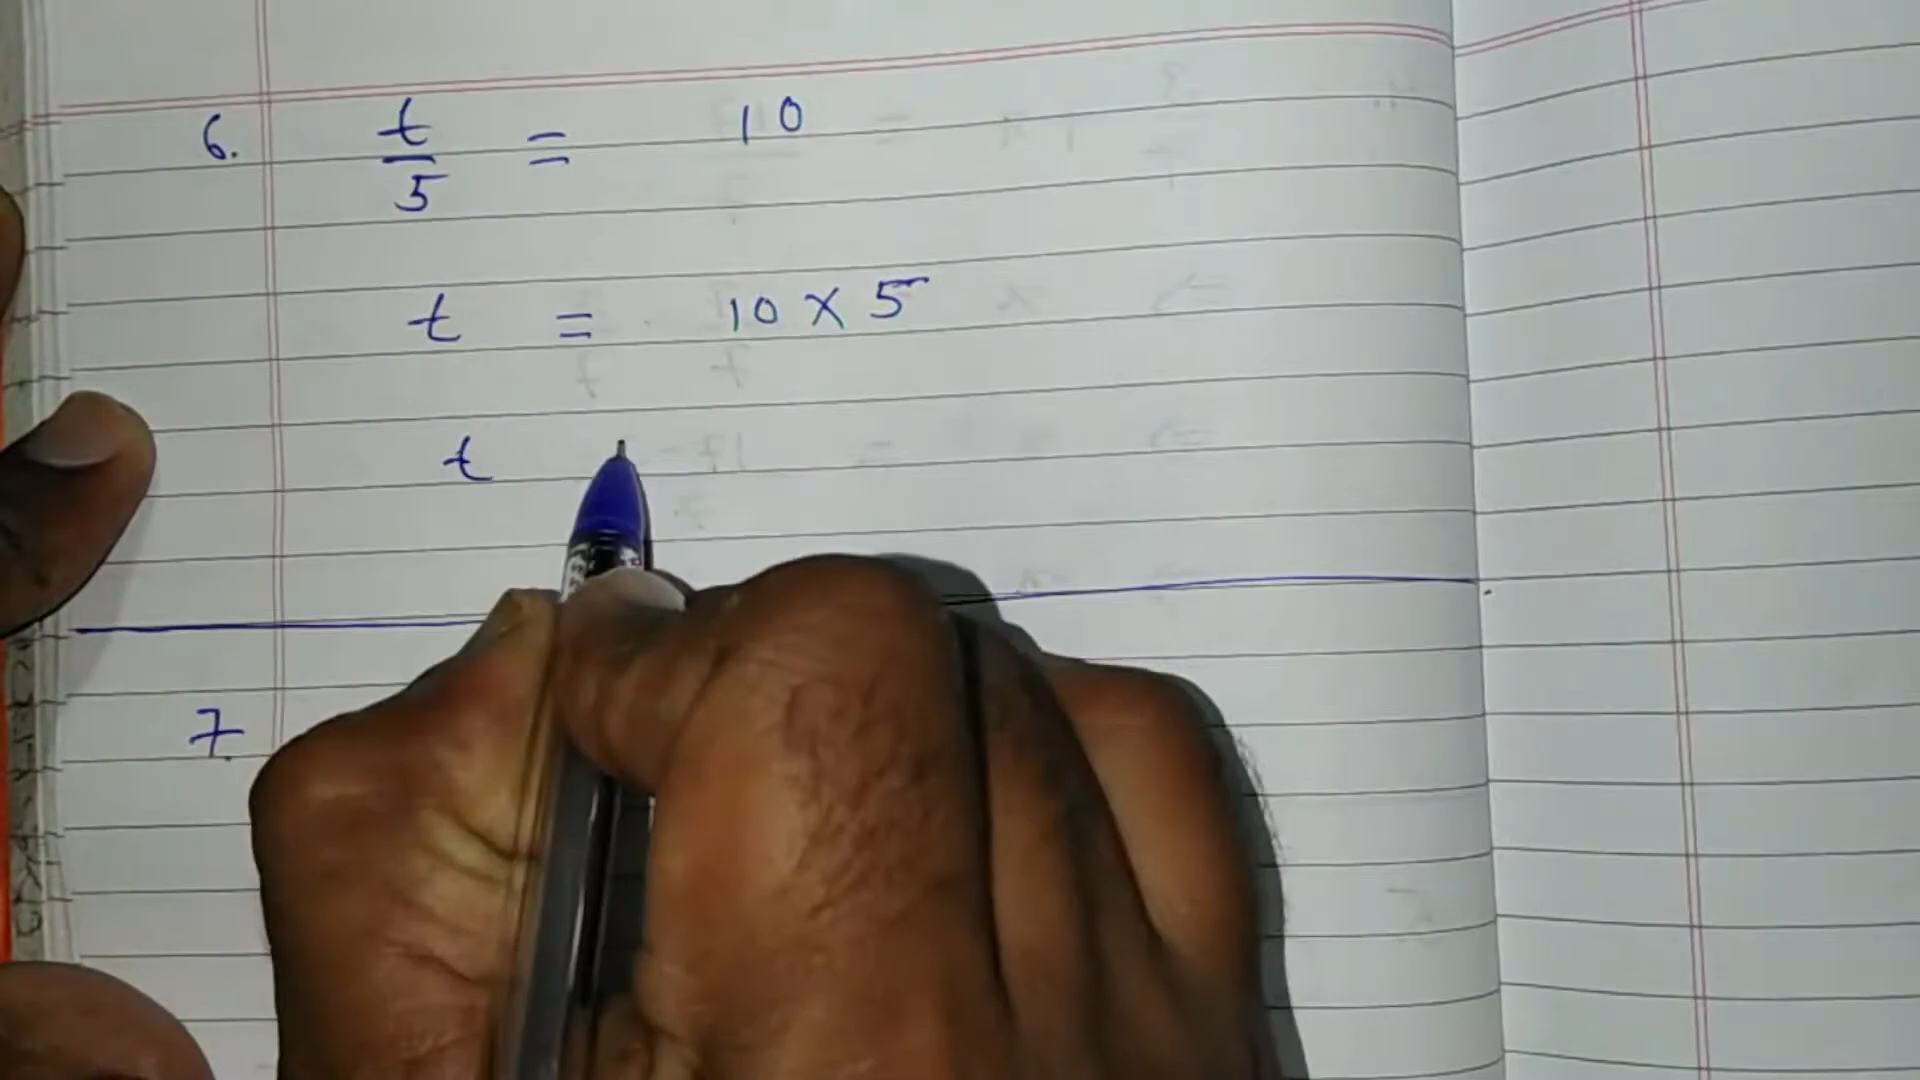 6. t/5 = 10
t = 10 × 5
t
7.